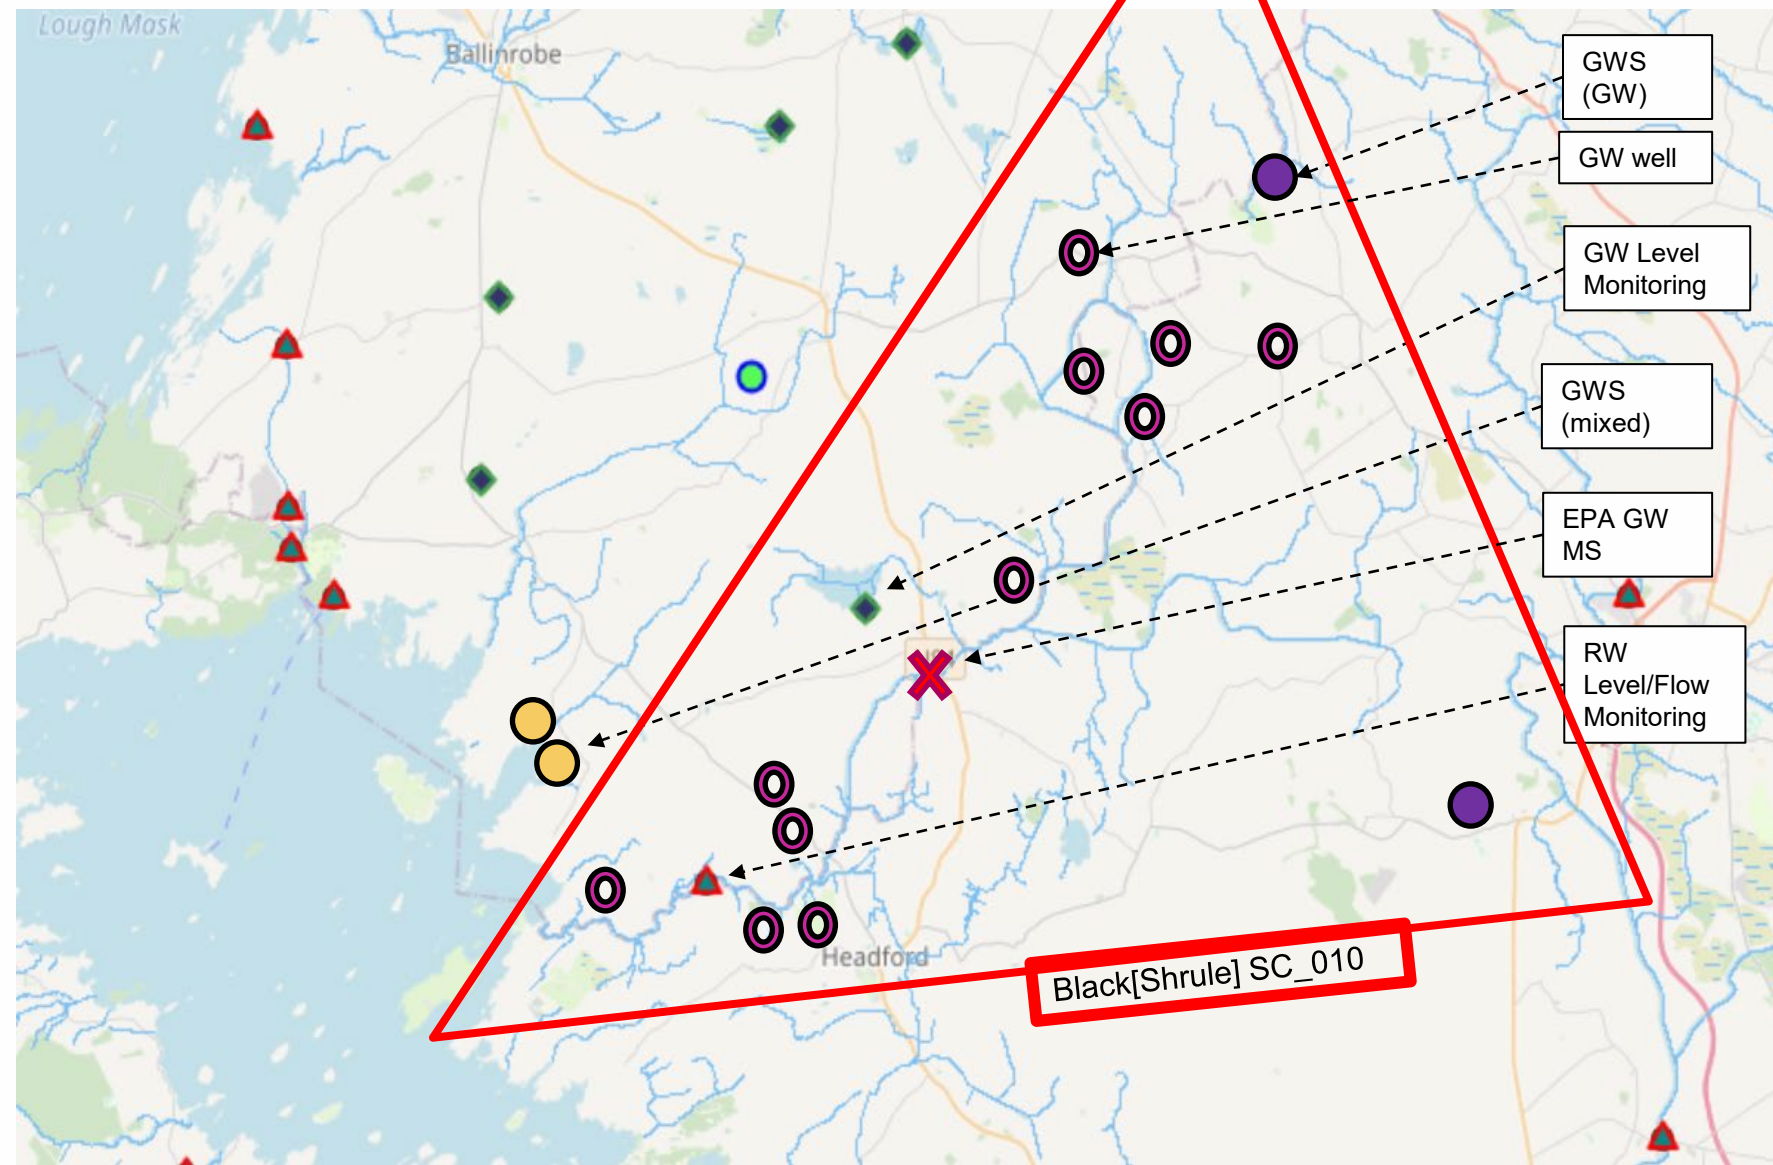 Lough Mask
Ballinrobe
GWS
(GW)
GW well
GW Level
Monitoring
GWS
(mixed)
EPA GW
MS
RW
Level/Flow
Monitoring
Headford
Black[Shrule] SC_010